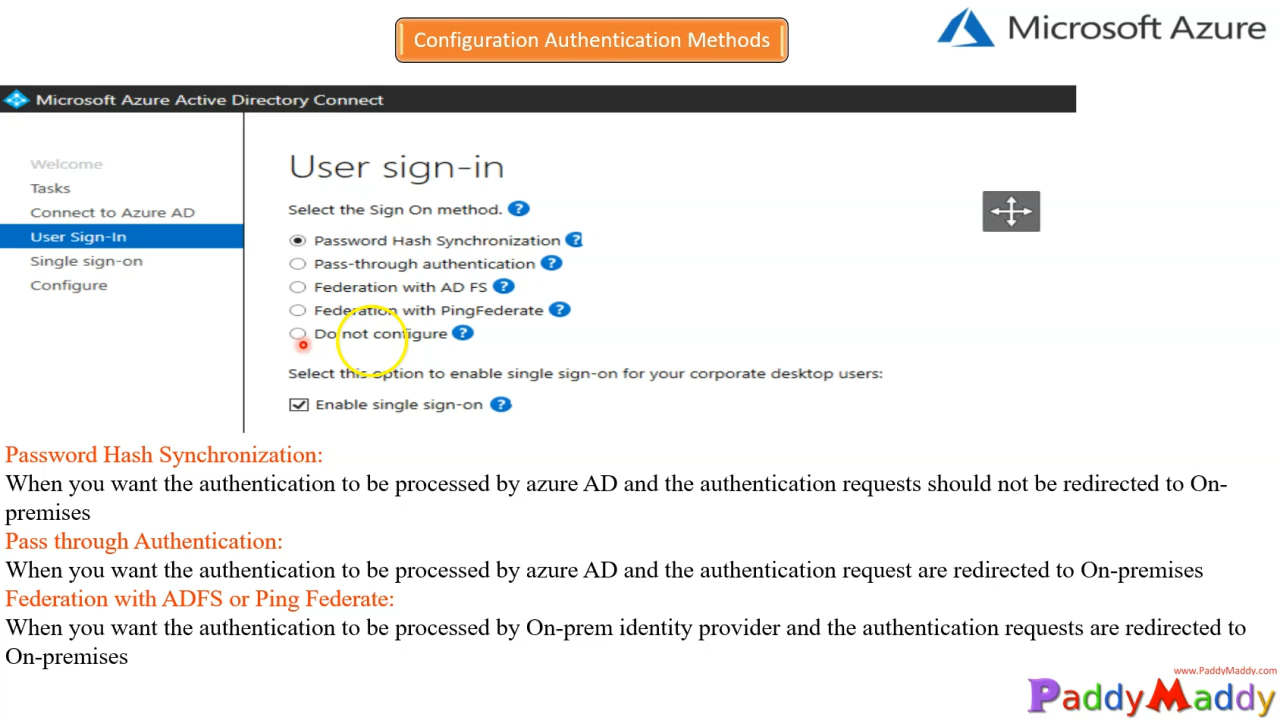 Configuration Authentication Methods
Microsoft Azure
Microsoft Azure Active Directory Connect
Welcome
Tasks
Connect to Azure AD
User Sign-In
Single sign-on
Configure
User sign-in
Select the Sign On method. ?
Password Hash Synchronization ?
Pass-through authentication ?
Federation with AD FS ?
Federation with PingFederate ?
Do not configure ?
Select this option to enable single sign-on for your corporate desktop users:
Enable single sign-on ?
Password Hash Synchronization:
When you want the authentication to be processed by azure AD and the authentication requests should not be redirected to On-
premises
Pass through Authentication:
When you want the authentication to be processed by azure AD and the authentication request are redirected to On-premises
Federation with ADFS or Ping Federate:
When you want the authentication to be processed by On-prem identity provider and the authentication requests are redirected to
On-premises
www.PaddyMaddy.com
PaddyMaddy